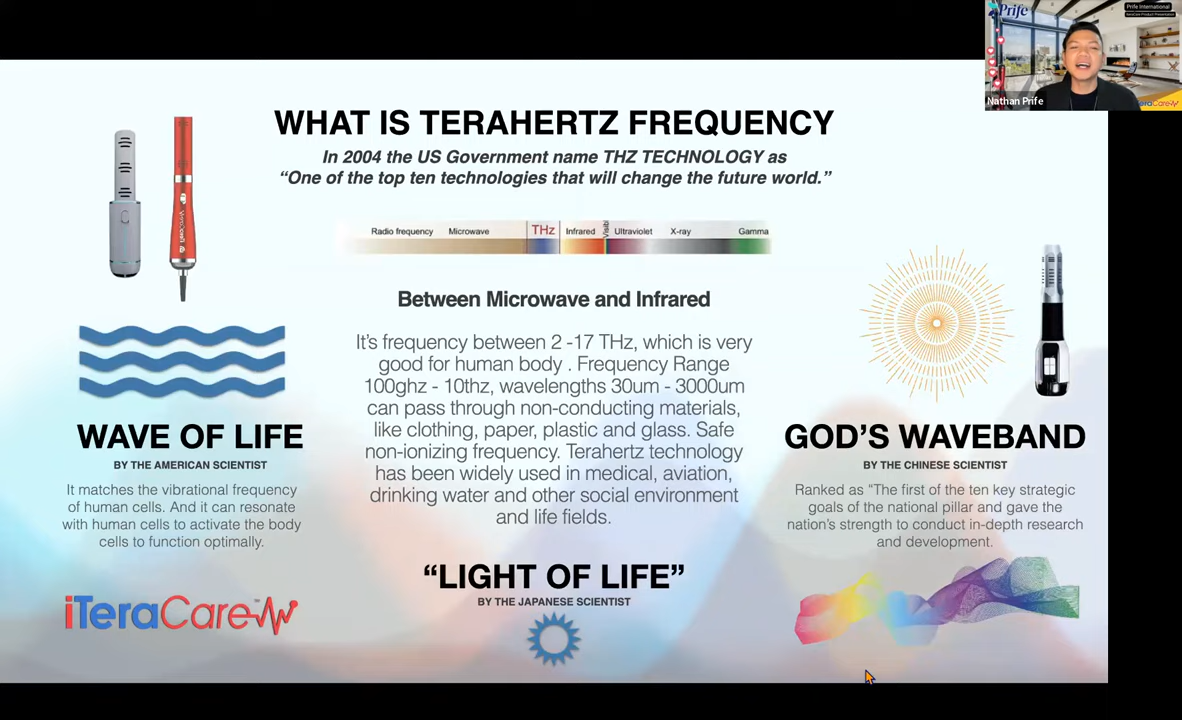 Prife
Prife International
iTeraCare Product Presentation
Nathan Prife
TeraCare
WHAT IS TERAHERTZ FREQUENCY
In 2004 the US Government name THZ TECHNOLOGY as
“One of the top ten technologies that will change the future world.”
Radio frequency Microwave THz Infrared Visibl Ultraviolet X-ray Gamma
Between Microwave and Infrared
It's frequency between 2 -17 THz, which is very
good for human body . Frequency Range
100ghz - 10thz, wavelengths 30um - 3000um
can pass through non-conducting materials,
like clothing, paper, plastic and glass. Safe
non-ionizing frequency. Terahertz technology
has been widely used in medical, aviation,
drinking water and other social environment
and life fields.
WAVE OF LIFE
BY THE AMERICAN SCIENTIST
It matches the vibrational frequency
of human cells. And it can resonate
with human cells to activate the body
cells to function optimally.
iTeraCare
“LIGHT OF LIFE”
BY THE JAPANESE SCIENTIST
GOD'S WAVEBAND
BY THE CHINESE SCIENTIST
Ranked as "The first of the ten key strategic
goals of the national pillar and gave the
nation's strength to conduct in-depth research
and development.